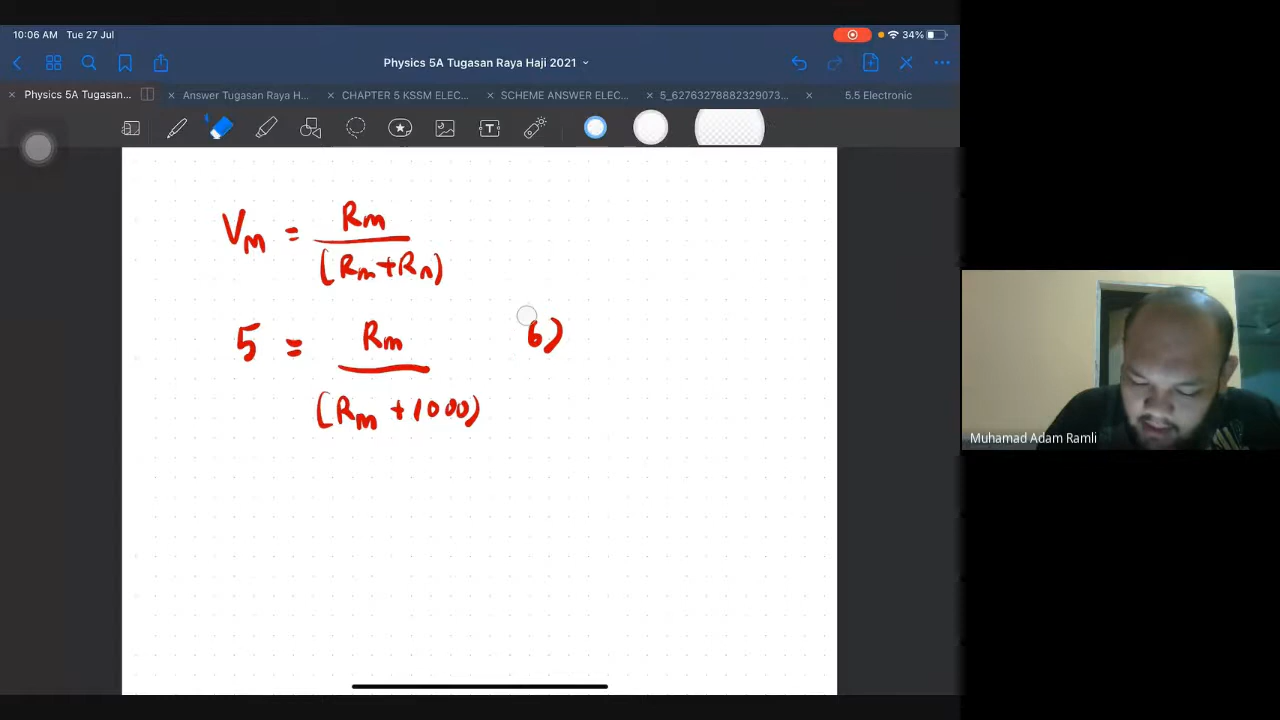 10:06 AM Tue 27 Jul
34%
Physics 5A Tugasan Raya Haji 2021
Physics 5A Tugasan...
Answer Tugasan Raya H...
CHAPTER 5 KSSM ELEC...
SCHEME ANSWER ELEC...
5_62763278882329073...
5.5 Electronic
Vm = Rm / (Rm+Rn)
5 = Rm / (Rm + 1000) 6)
Muhamad Adam Ramli